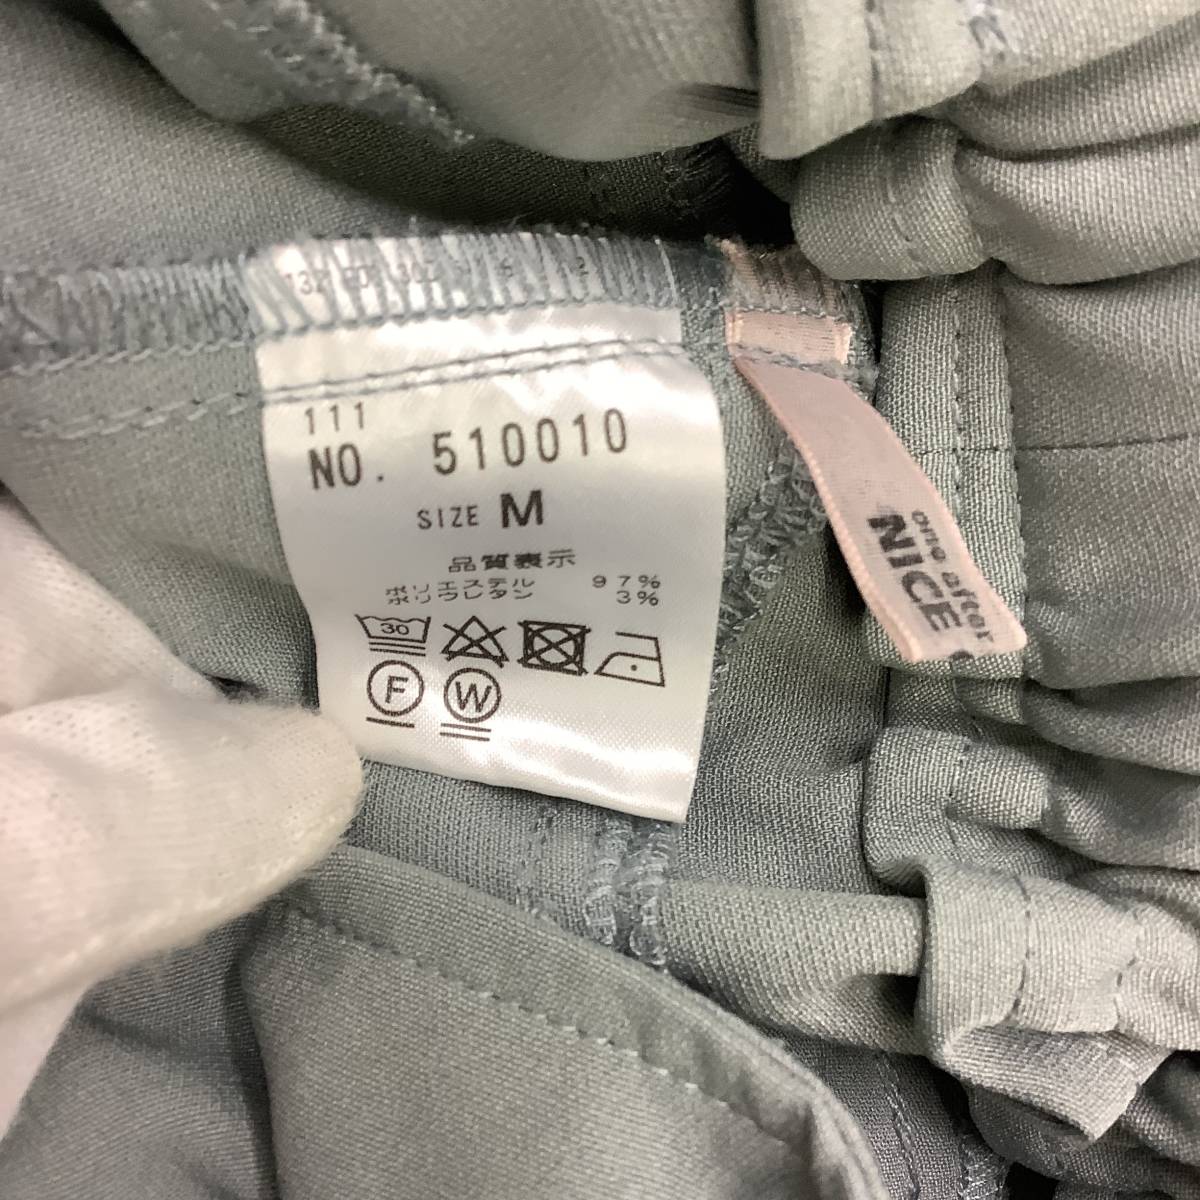 111
NO. 510010
SIZE M
品質表示
ポリエステル 97%
ポリウレタン 3%
30
F W
one after
NICE